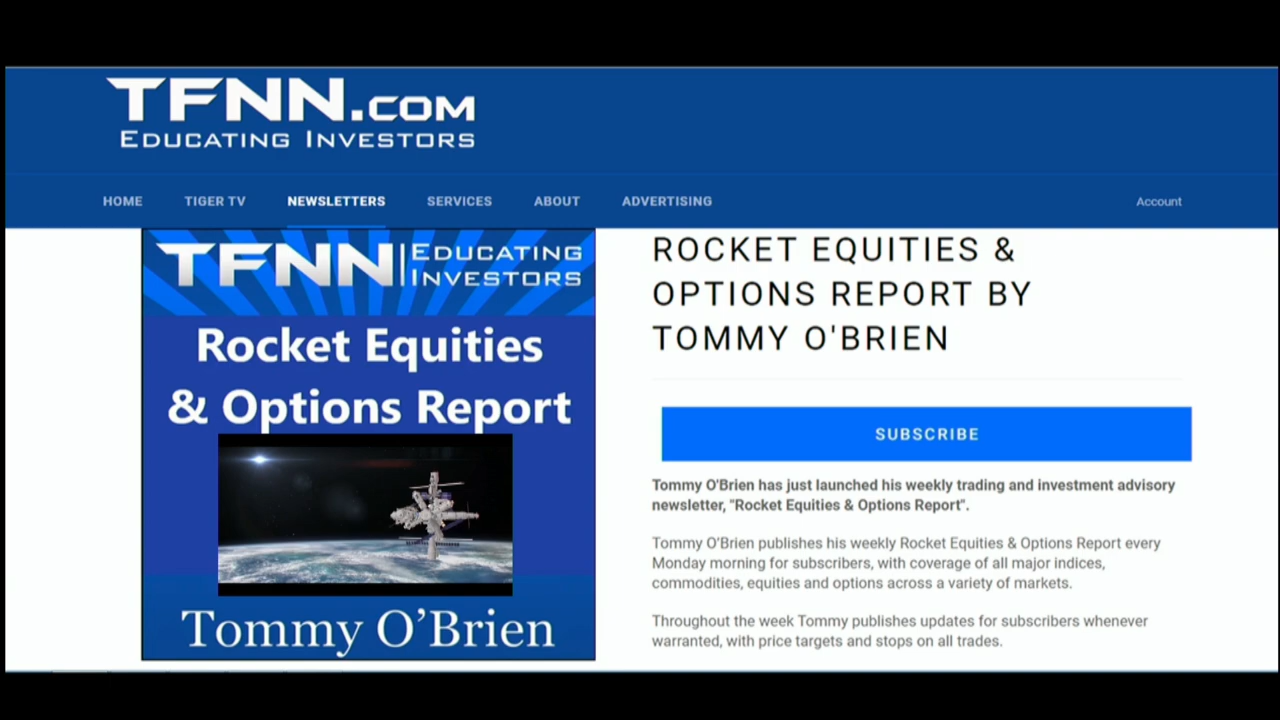 TFNN.COM
EDUCATING INVESTORS
HOME TIGER TV NEWSLETTERS SERVICES ABOUT ADVERTISING Account
TFNN EDUCATING
INVESTORS
Rocket Equities
& Options Report
Tommy O’Brien
ROCKET EQUITIES &
OPTIONS REPORT BY
TOMMY O'BRIEN
SUBSCRIBE
Tommy O'Brien has just launched his weekly trading and investment advisory
newsletter, "Rocket Equities & Options Report".
Tommy O'Brien publishes his weekly Rocket Equities & Options Report every
Monday morning for subscribers, with coverage of all major indices,
commodities, equities and options across a variety of markets.
Throughout the week Tommy publishes updates for subscribers whenever
warranted, with price targets and stops on all trades.